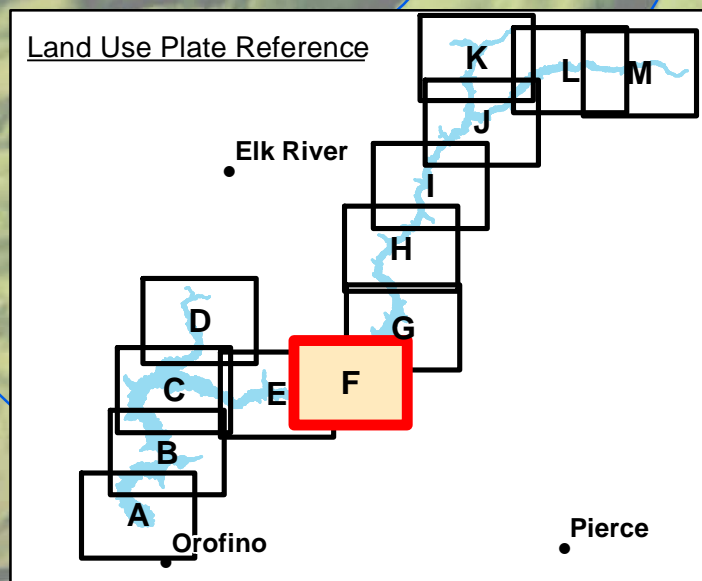 Land Use Plate Reference
K
L
M
J
Elk River
I
H
D
G
C
E
F
B
A
Orofino
Pierce